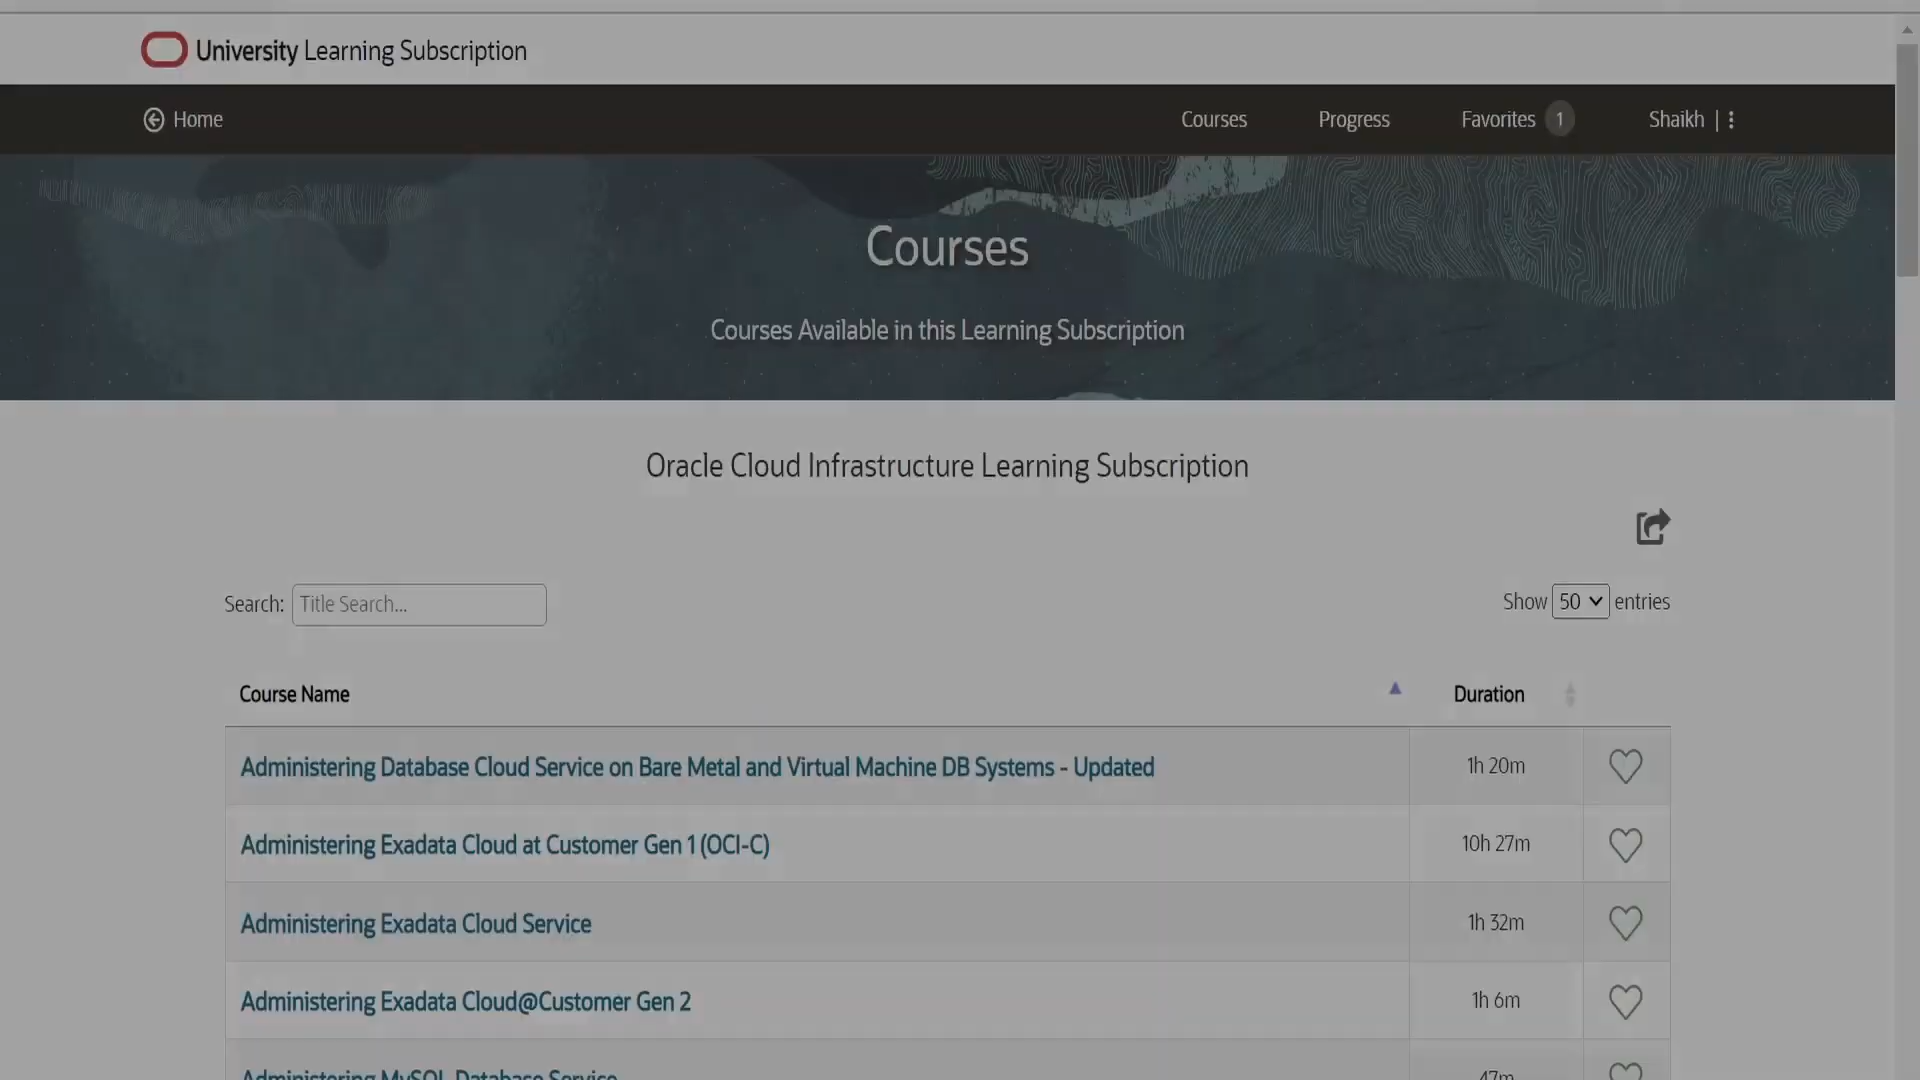 University Learning Subscription
Home
Courses
Progress
Favorites 1
Shaikh |
Courses
Courses Available in this Learning Subscription
Oracle Cloud Infrastructure Learning Subscription
Search: Title Search...
Show 50 entries
Course Name
Duration
Administering Database Cloud Service on Bare Metal and Virtual Machine DB Systems - Updated
1h 20m
Administering Exadata Cloud at Customer Gen 1 (OCI-C)
10h 27m
Administering Exadata Cloud Service
1h 32m
Administering Exadata Cloud@Customer Gen 2
1h 6m
Administering MySQL Database Service
47m